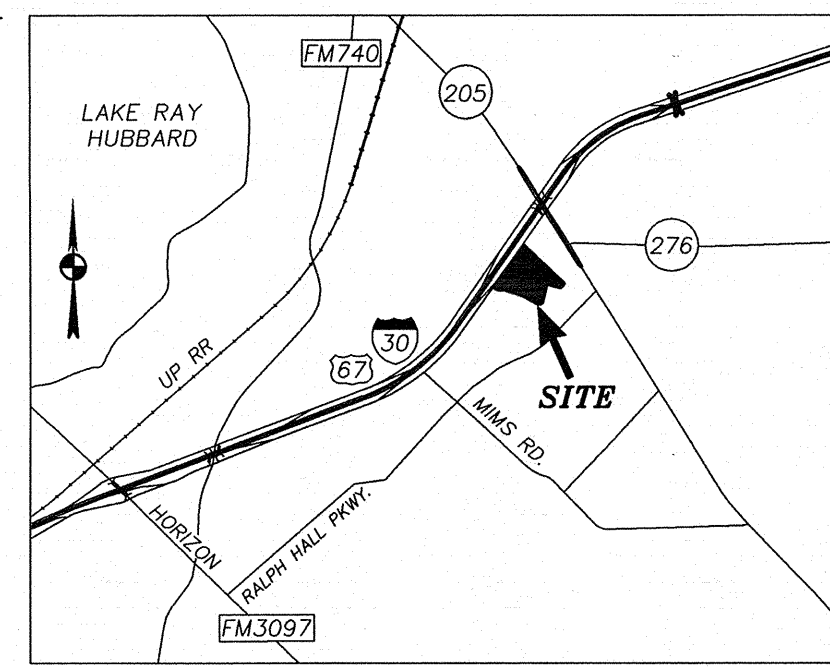 FM740
205
LAKE RAY
HUBBARD
276
UP RR
30
67
SITE
MIMS RD.
HORIZON
RALPH HALL PKWY.
FM3097